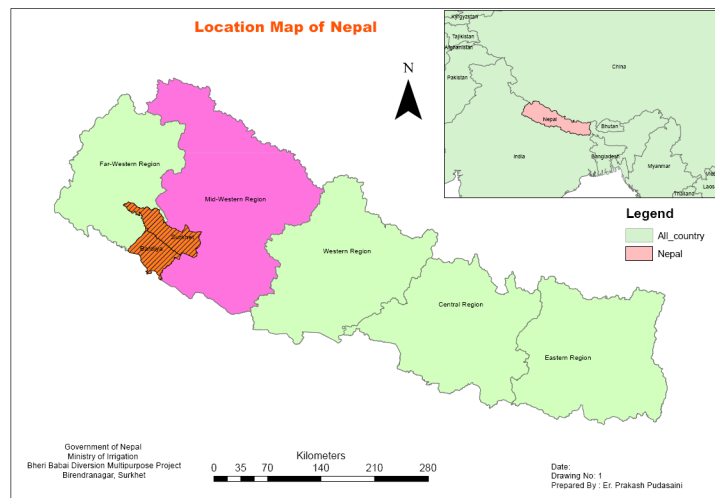 Location Map of Nepal
Kyrgyzstan
Tajikistan
Afghanistan
Pakistan
China
Nepal
Bhutan
India
Bangladesh
Myanmar
Thailand
Laos
N
Far-Western Region
Mid-Western Region
Surkhet
Bardiya
Western Region
Central Region
Eastern Region
Legend
All_country
Nepal
Government of Nepal
Ministry of Irrigation
Bheri Babai Diversion Multipurpose Project
Birendranagar, Surkhet
Kilometers
0 35 70 140 210 280
Date:
Drawing No: 1
Prepared By : Er. Prakash Pudasaini